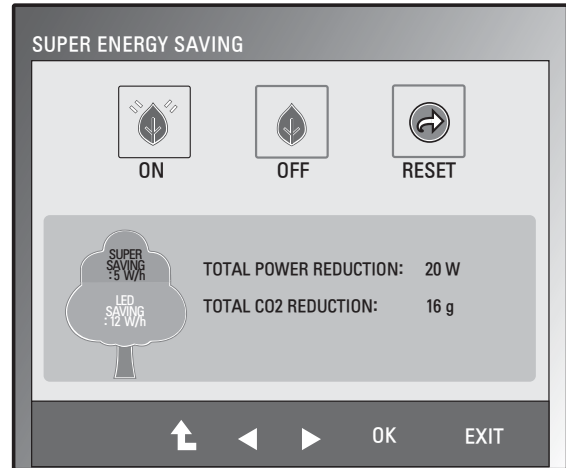 SUPER ENERGY SAVING
ON OFF RESET
SUPER
SAVING
:5 W/h
LED
SAVING
: 12 W/h
TOTAL POWER REDUCTION: 20 W
TOTAL CO2 REDUCTION: 16 g
OK EXIT